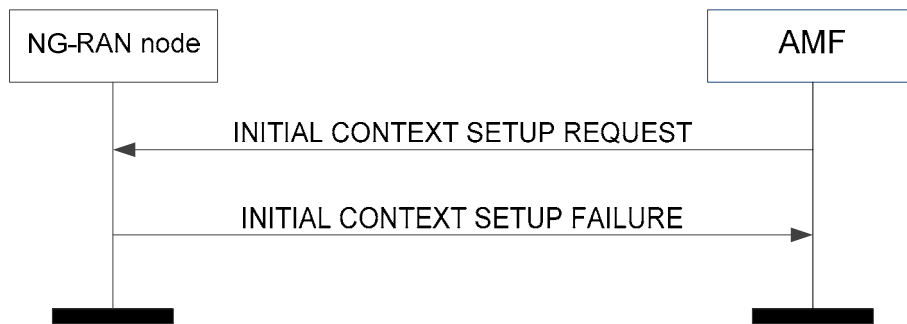 NG-RAN node
AMF
INITIAL CONTEXT SETUP REQUEST
INITIAL CONTEXT SETUP FAILURE